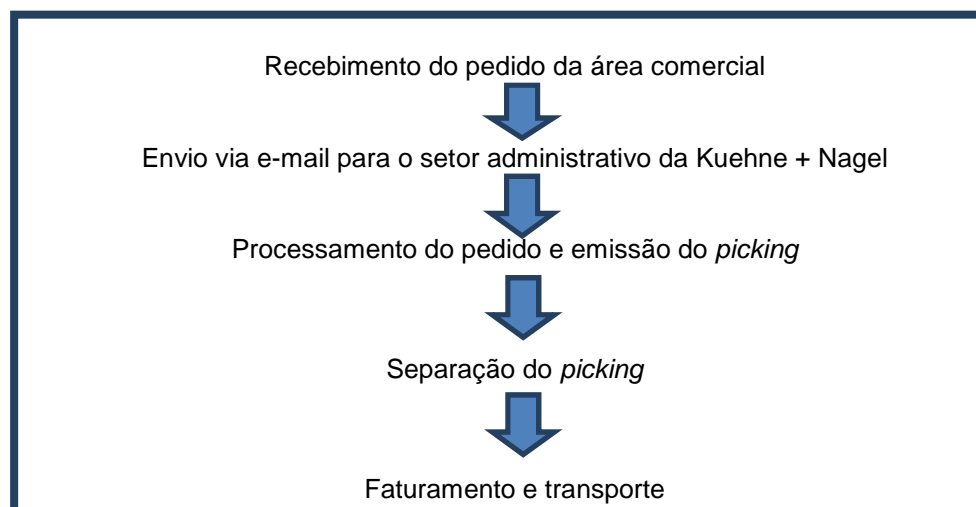 Recebimento do pedido da área comercial
Envio via e-mail para o setor administrativo da Kuehne + Nagel
Processamento do pedido e emissão do picking
Separação do picking
Faturamento e transporte